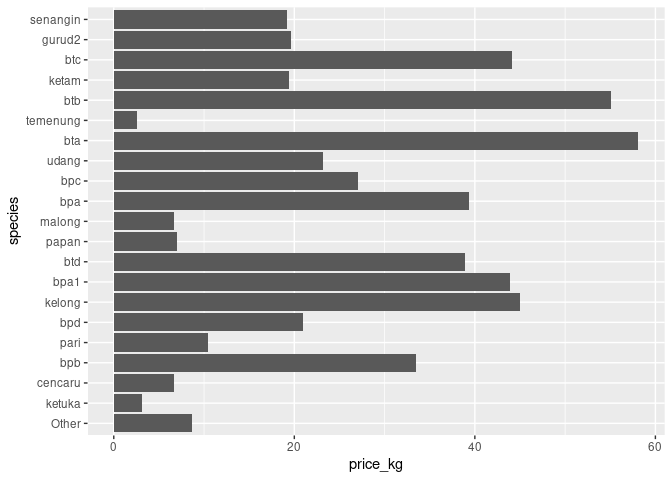 senangin
gurud2
btc
ketam
btb
temenung
bta
udang
bpc
bpa
malong
papan
btd
bpa1
kelong
bpd
pari
bpb
cencaru
ketuka
Other
species
0 20 40 60
price_kg